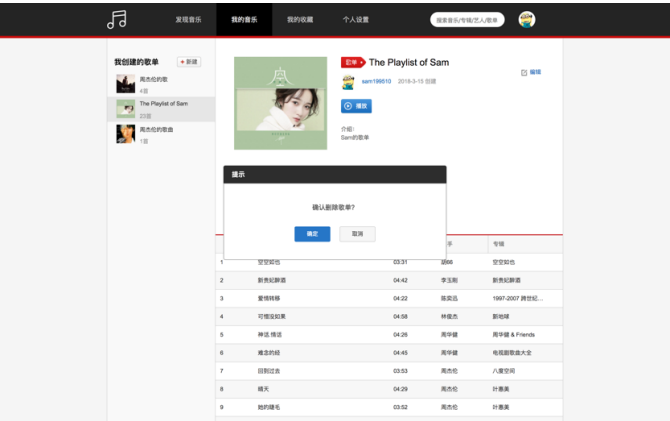 发现音乐 我的音乐 我的收藏 个人设置 搜索音乐/专辑/艺人/歌单
我创建的歌单 + 新建
周杰伦的歌
4首
The Playlist of Sam
23首
周杰伦的歌曲
1首
歌单 The Playlist of Sam
编辑
sam199510 2018-3-15 创建
播放
介绍:
Sam的歌单
提示
确认删除歌单?
确定 取消
手 专辑
1 空空如也 03:31 胡66 空空如也
2 新贵妃醉酒 04:42 李玉刚 新贵妃醉酒
3 爱情转移 04:22 陈奕迅 1997-2007 跨世纪...
4 可惜没如果 04:58 林俊杰 新地球
5 神话 情话 04:26 周华健 周华健 & Friends
6 难念的经 04:45 周华健 电视剧歌曲大全
7 回到过去 03:53 周杰伦 八度空间
8 晴天 04:29 周杰伦 叶惠美
9 她的睫毛 03:52 周杰伦 叶惠美